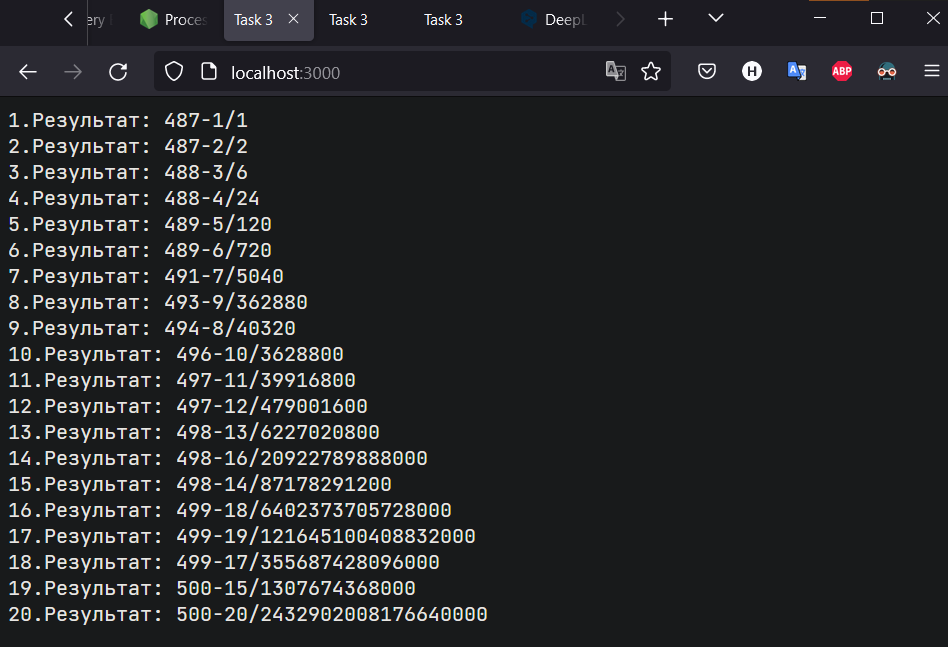 ery
Proces
Task 3
Task 3
Task 3
DeepL
localhost:3000
H
ABP
1.Результат: 487-1/1
2.Результат: 487-2/2
3.Результат: 488-3/6
4.Результат: 488-4/24
5.Результат: 489-5/120
6.Результат: 489-6/720
7.Результат: 491-7/5040
8.Результат: 493-9/362880
9.Результат: 494-8/40320
10.Результат: 496-10/3628800
11.Результат: 497-11/39916800
12.Результат: 497-12/479001600
13.Результат: 498-13/6227020800
14.Результат: 498-16/20922789888000
15.Результат: 498-14/87178291200
16.Результат: 499-18/6402373705728000
17.Результат: 499-19/121645100408832000
18.Результат: 499-17/355687428096000
19.Результат: 500-15/1307674368000
20.Результат: 500-20/2432902008176640000